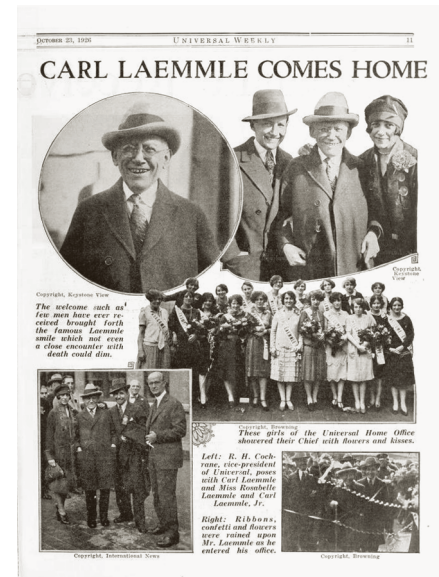 OCTOBER 23, 1926
UNIVERSAL WEEKLY
11
CARL LAEMMLE COMES HOME
Copyright, Keystone View
Copyright,
Keystone
View
The welcome such as
few men have ever re-
ceived brought forth
the famous Laemmle
smile which not even
a close encounter with
death could dim.
Copyright, Browning
These girls of the Universal Home Office
showered their Chief with flowers and kisses.
Left: R. H. Coch-
rane, vice-president
of Universal, poses
with Carl Laemmle
and Miss Rosabelle
Laemmle and Carl
Laemmle, Jr.
Right: Ribbons,
confetti and flowers
were rained upon
Mr. Laemmle as he
entered his office.
Copyright, International News
Copyright, Browning